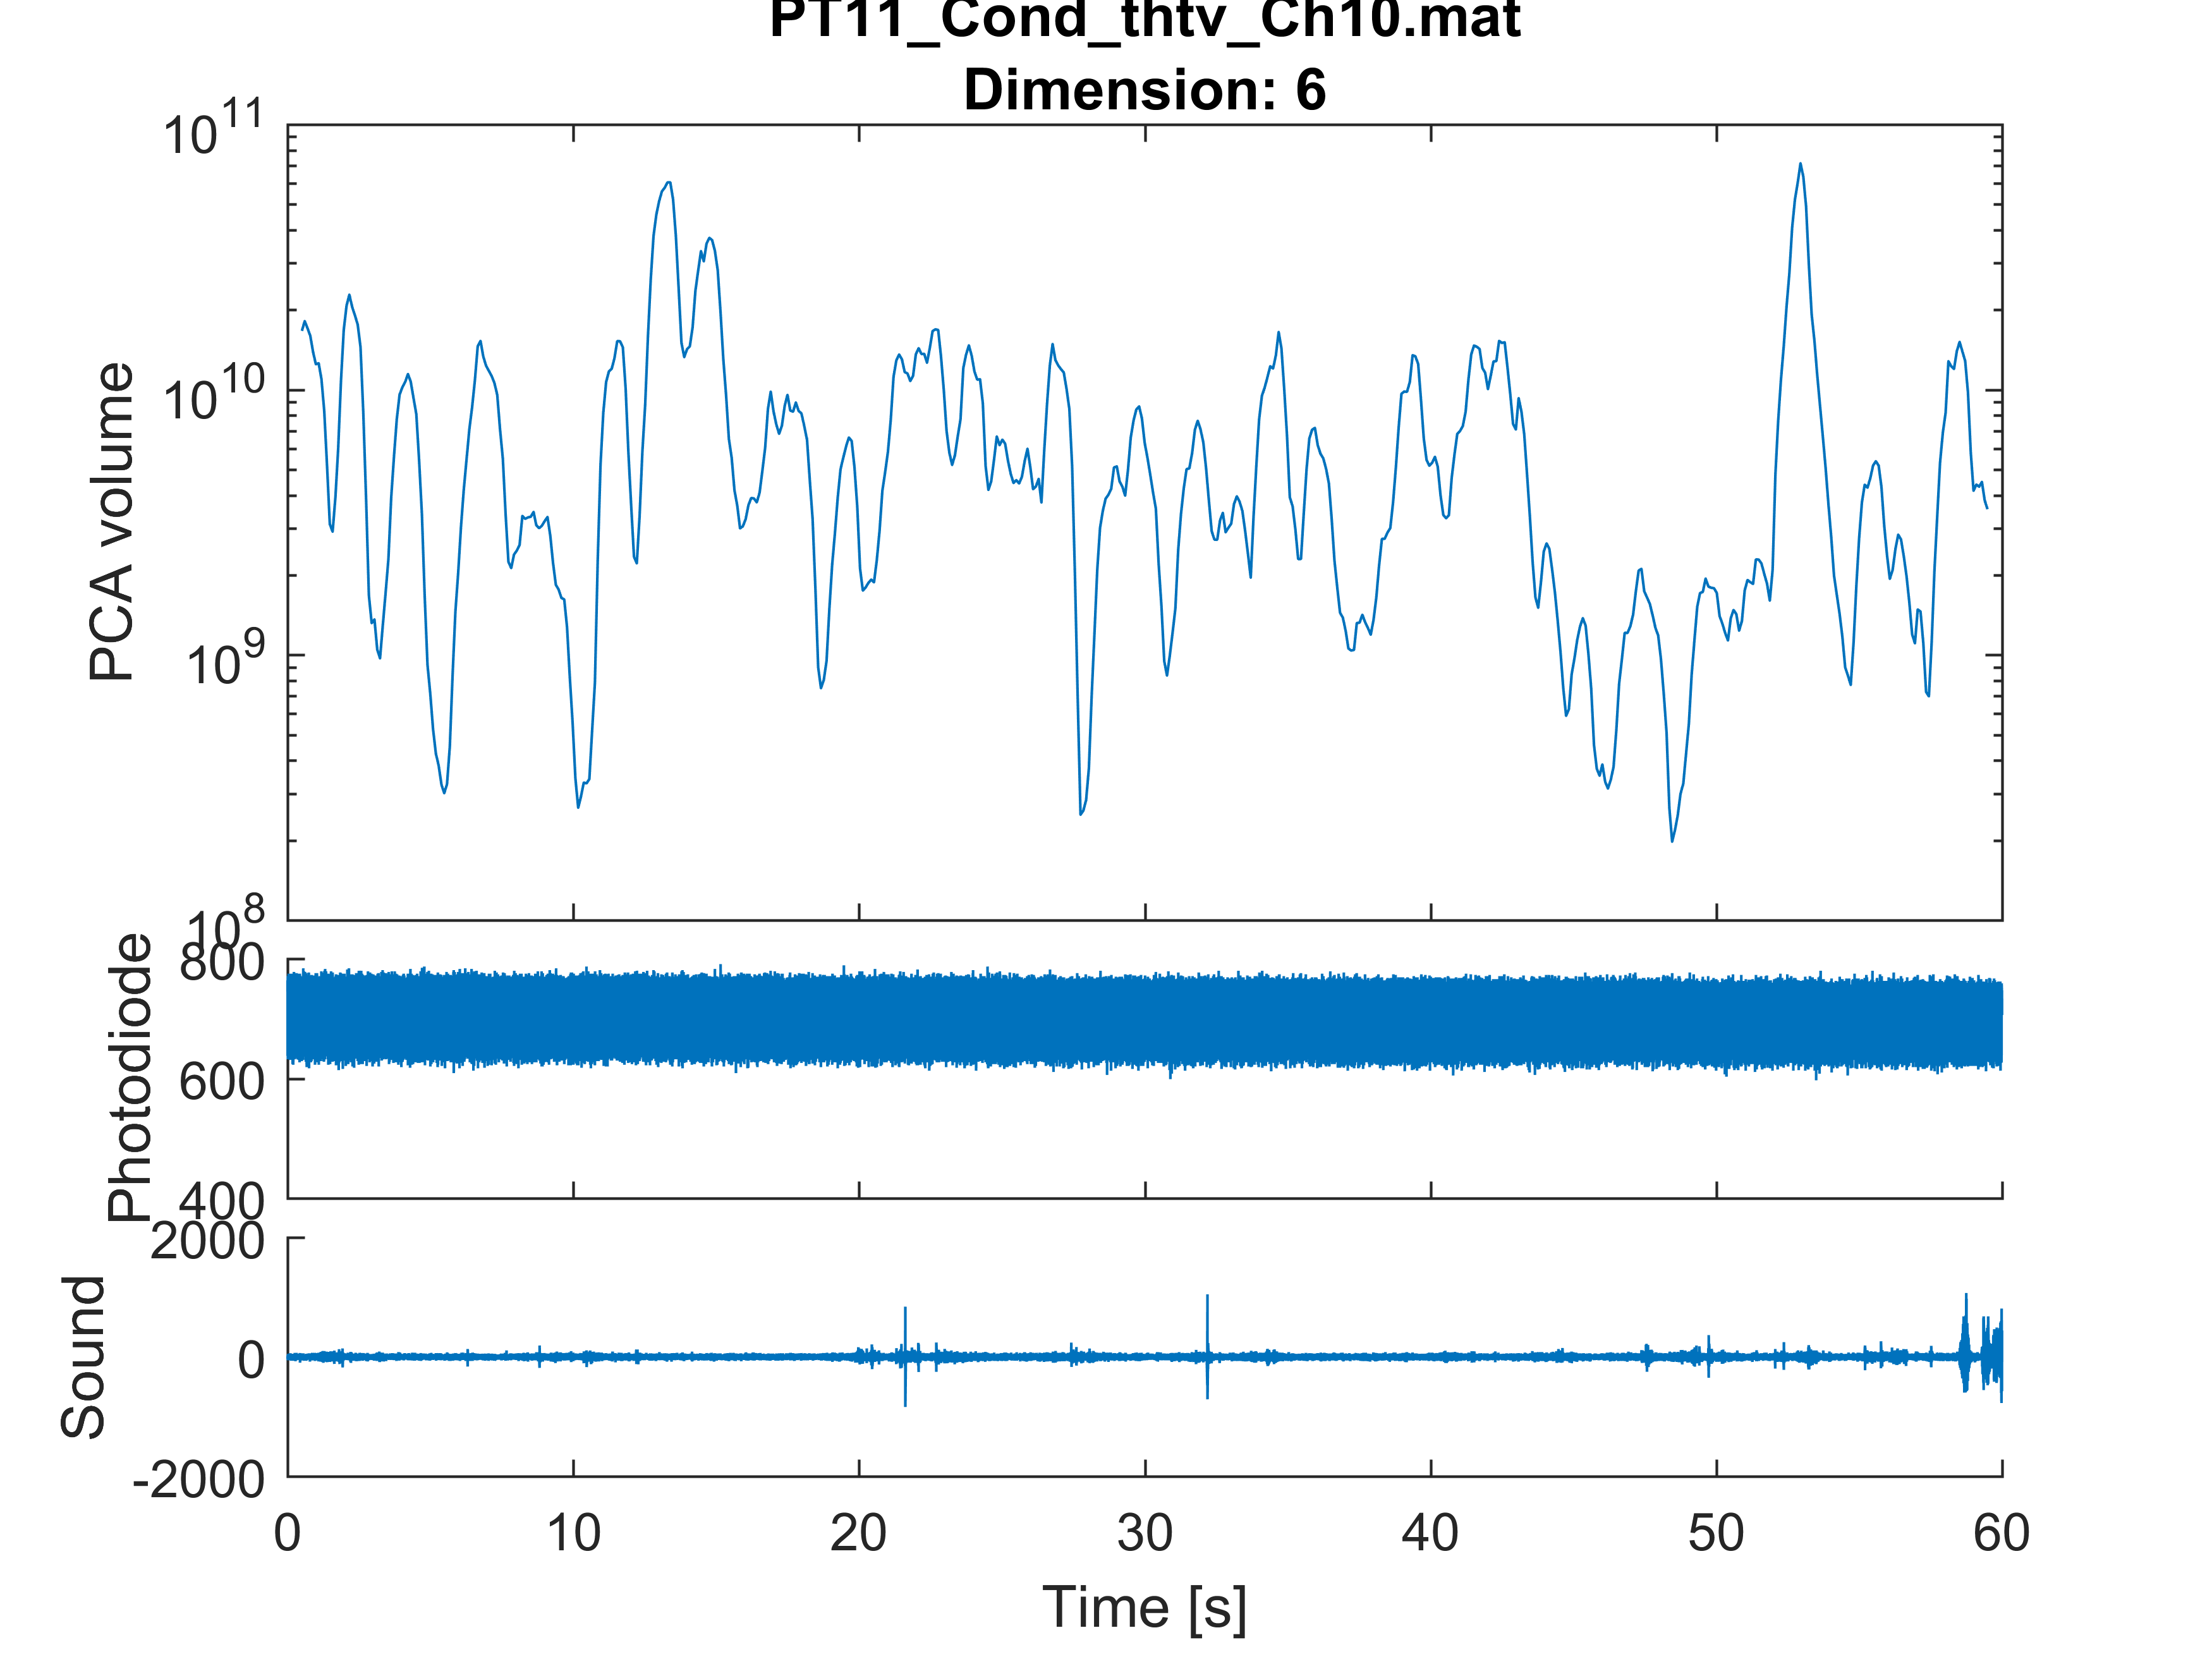 PT11_Cond_thtv_Ch10.mat
Dimension: 6
10^11
10^10
10^9
10^8
PCA volume
800
600
400
Photodiode
2000
0
-2000
Sound
0 10 20 30 40 50 60
Time [s]